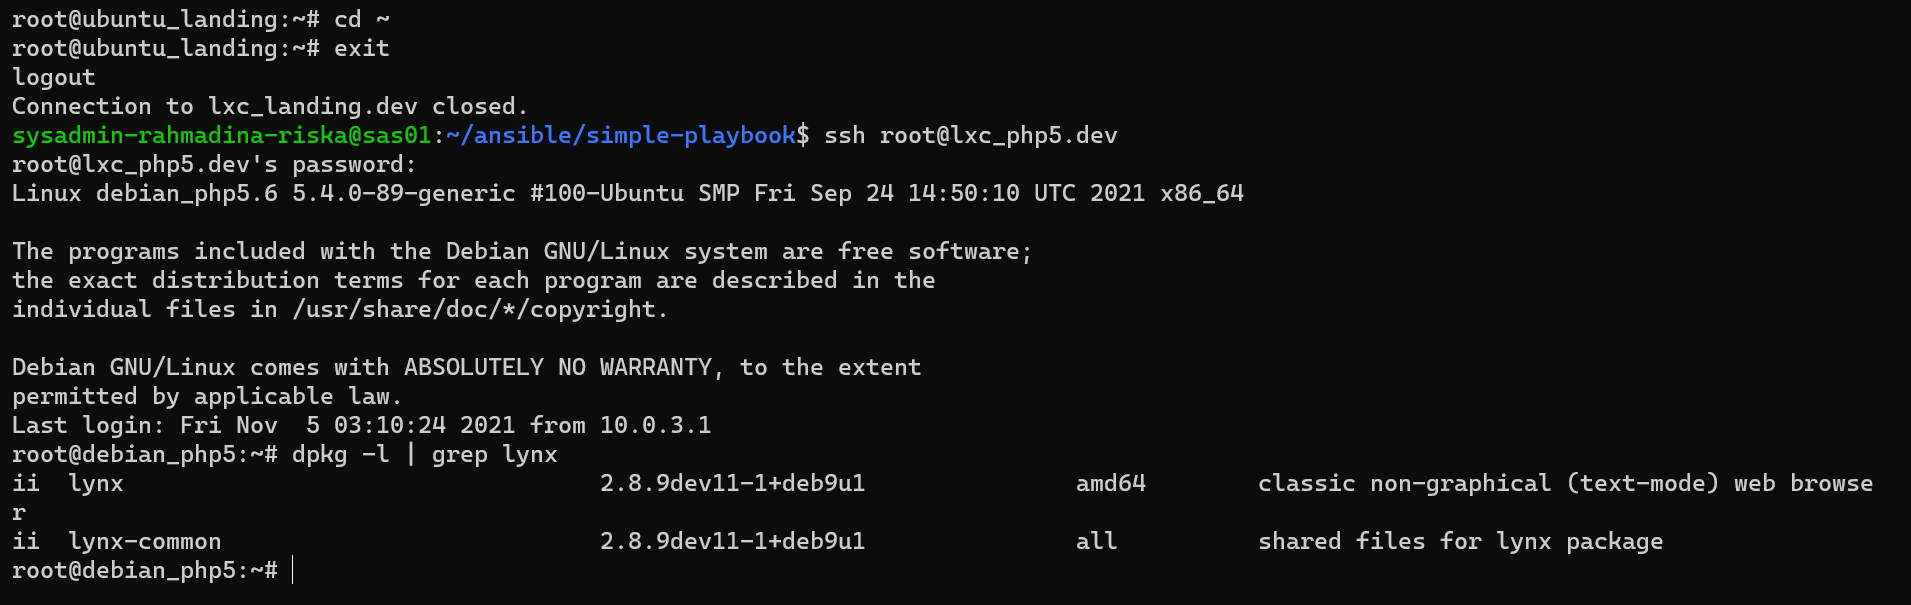 root@ubuntu_landing:~# cd ~
root@ubuntu_landing:~# exit
logout
Connection to lxc_landing.dev closed.
sysadmin-rahmadina-riska@sas01:~/ansible/simple-playbook$ ssh root@lxc_php5.dev
root@lxc_php5.dev's password:
Linux debian_php5.6 5.4.0-89-generic #100-Ubuntu SMP Fri Sep 24 14:50:10 UTC 2021 x86_64

The programs included with the Debian GNU/Linux system are free software;
the exact distribution terms for each program are described in the
individual files in /usr/share/doc/*/copyright.

Debian GNU/Linux comes with ABSOLUTELY NO WARRANTY, to the extent
permitted by applicable law.
Last login: Fri Nov  5 03:10:24 2021 from 10.0.3.1
root@debian_php5:~# dpkg -l | grep lynx
ii  lynx                                  2.8.9dev11-1+deb9u1               amd64        classic non-graphical (text-mode) web browse
r
ii  lynx-common                           2.8.9dev11-1+deb9u1               all          shared files for lynx package
root@debian_php5:~#